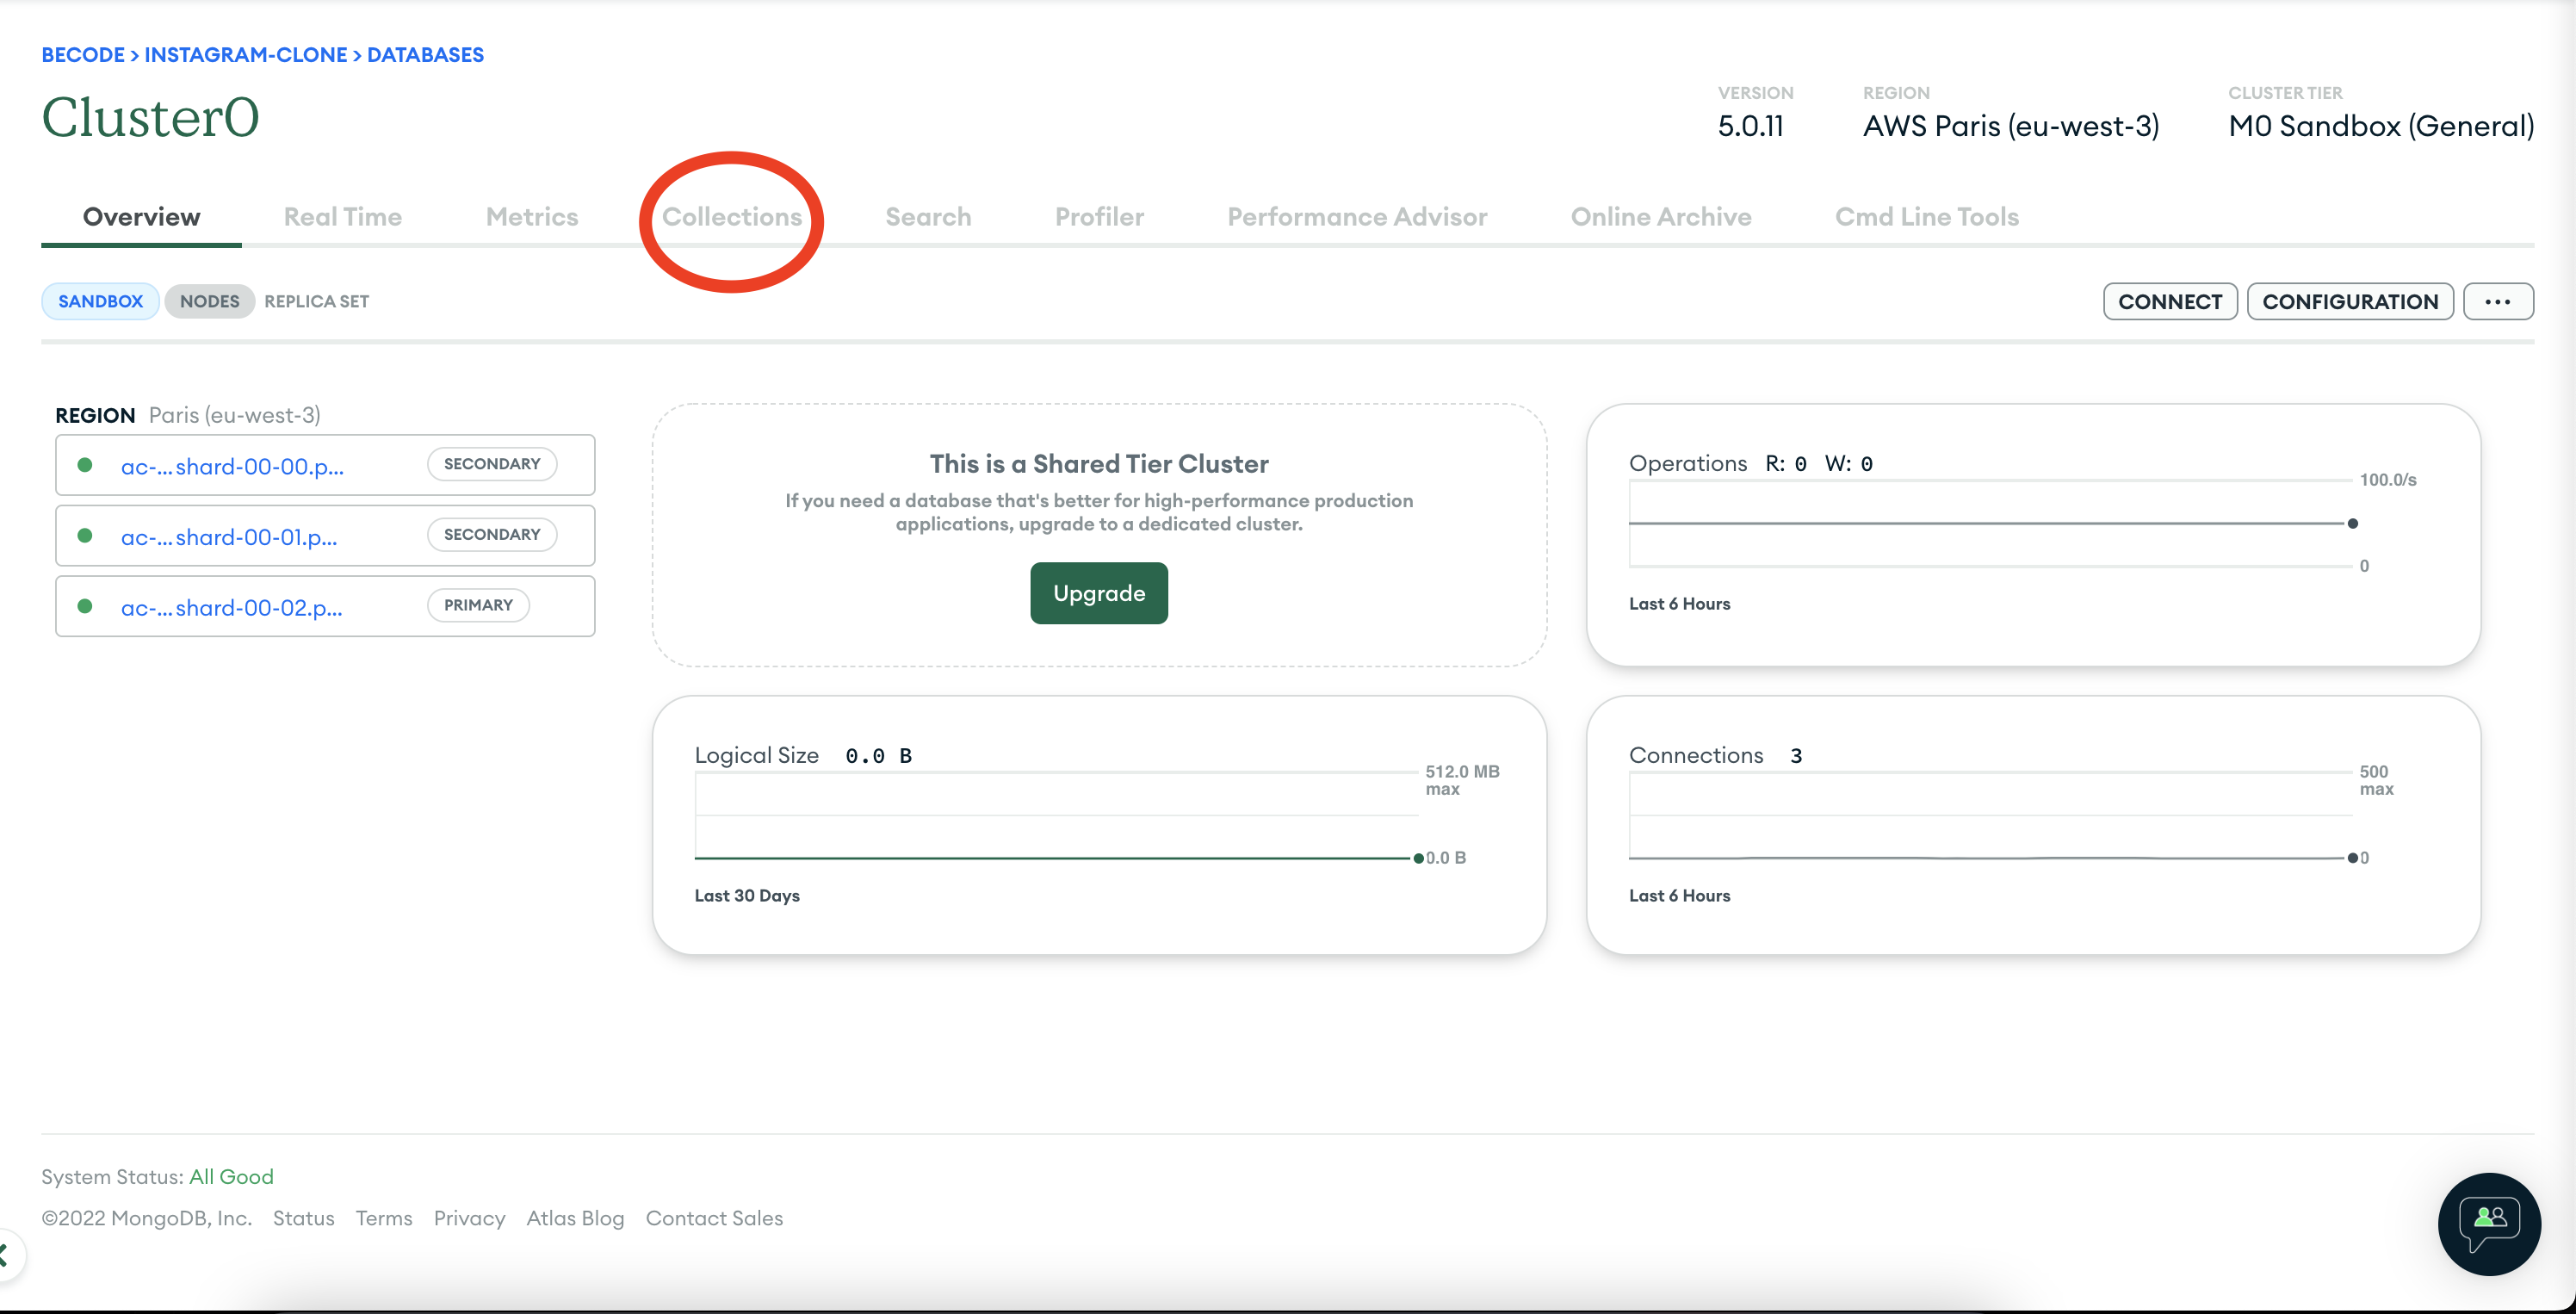 BECODE > INSTAGRAM-CLONE > DATABASES
Cluster0
VERSION
5.0.11
REGION
AWS Paris (eu-west-3)
CLUSTER TIER
M0 Sandbox (General)
Overview Real Time Metrics Collections Search Profiler Performance Advisor Online Archive Cmd Line Tools
SANDBOX NODES REPLICA SET
CONNECT CONFIGURATION ...
REGION Paris (eu-west-3)
ac-... shard-00-00.p... SECONDARY
ac-... shard-00-01.p... SECONDARY
ac-... shard-00-02.p... PRIMARY
This is a Shared Tier Cluster
If you need a database that's better for high-performance production
applications, upgrade to a dedicated cluster.
Upgrade
Operations R: 0 W: 0
100.0/s
0
Last 6 Hours
Logical Size 0.0 B
512.0 MB
max
0.0 B
Last 30 Days
Connections 3
500
max
0
Last 6 Hours
System Status: All Good
©2022 MongoDB, Inc. Status Terms Privacy Atlas Blog Contact Sales